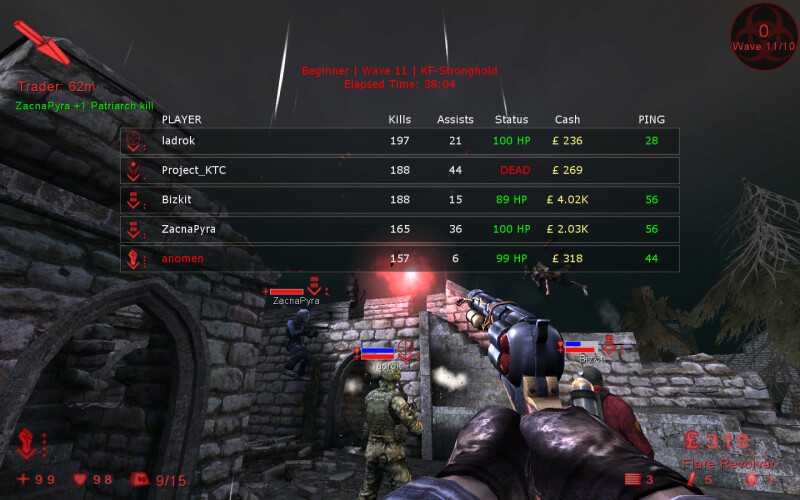 0
Wave 11/10
Trader: 62m
ZacnaPyra +1 Patriarch kill
Beginner | Wave 11 | KF-Stronghold
Elapsed Time: 38:04
PLAYER Kills Assists Status Cash PING
ladrok 197 21 100 HP £ 236 28
Project_KTC 188 44 DEAD £ 269
Bizkit 188 15 89 HP £ 4.02K 56
ZacnaPyra 165 36 100 HP £ 2.03K 56
anomen 157 6 99 HP £ 318 44
ZacnaPyra
ladrok
Bizkit
£ 318
Flare Revolver
99 98 9/15 3 5 1